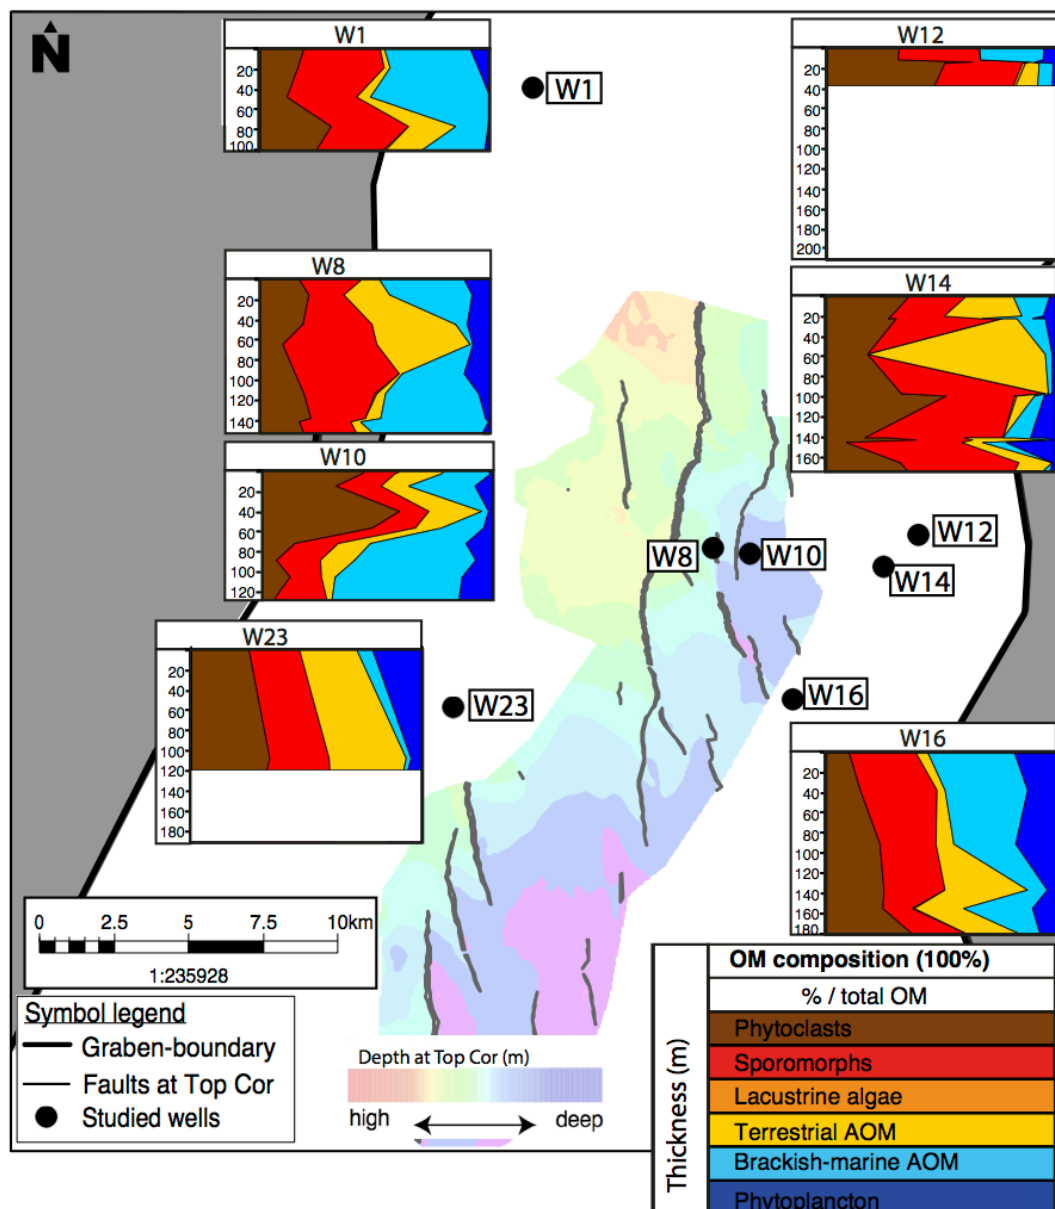 N
W1
20
40
60
80
100
W1
W12
20
40
60
80
100
120
140
160
180
200
W8
20
40
60
80
100
120
140
W14
20
40
60
80
100
120
140
160
W10
20
40
60
80
100
120
W8
W10
W12
W14
W23
20
40
60
80
100
120
140
160
180
W23
W16
W16
20
40
60
80
100
120
140
160
180
0 2.5 5 7.5 10km
1:235928
Symbol legend
Graben-boundary
Faults at Top Cor
Studied wells
Depth at Top Cor (m)
high deep
Thickness (m)
OM composition (100%)
% / total OM
Phytoclasts
Sporomorphs
Lacustrine algae
Terrestrial AOM
Brackish-marine AOM
Phytoplancton